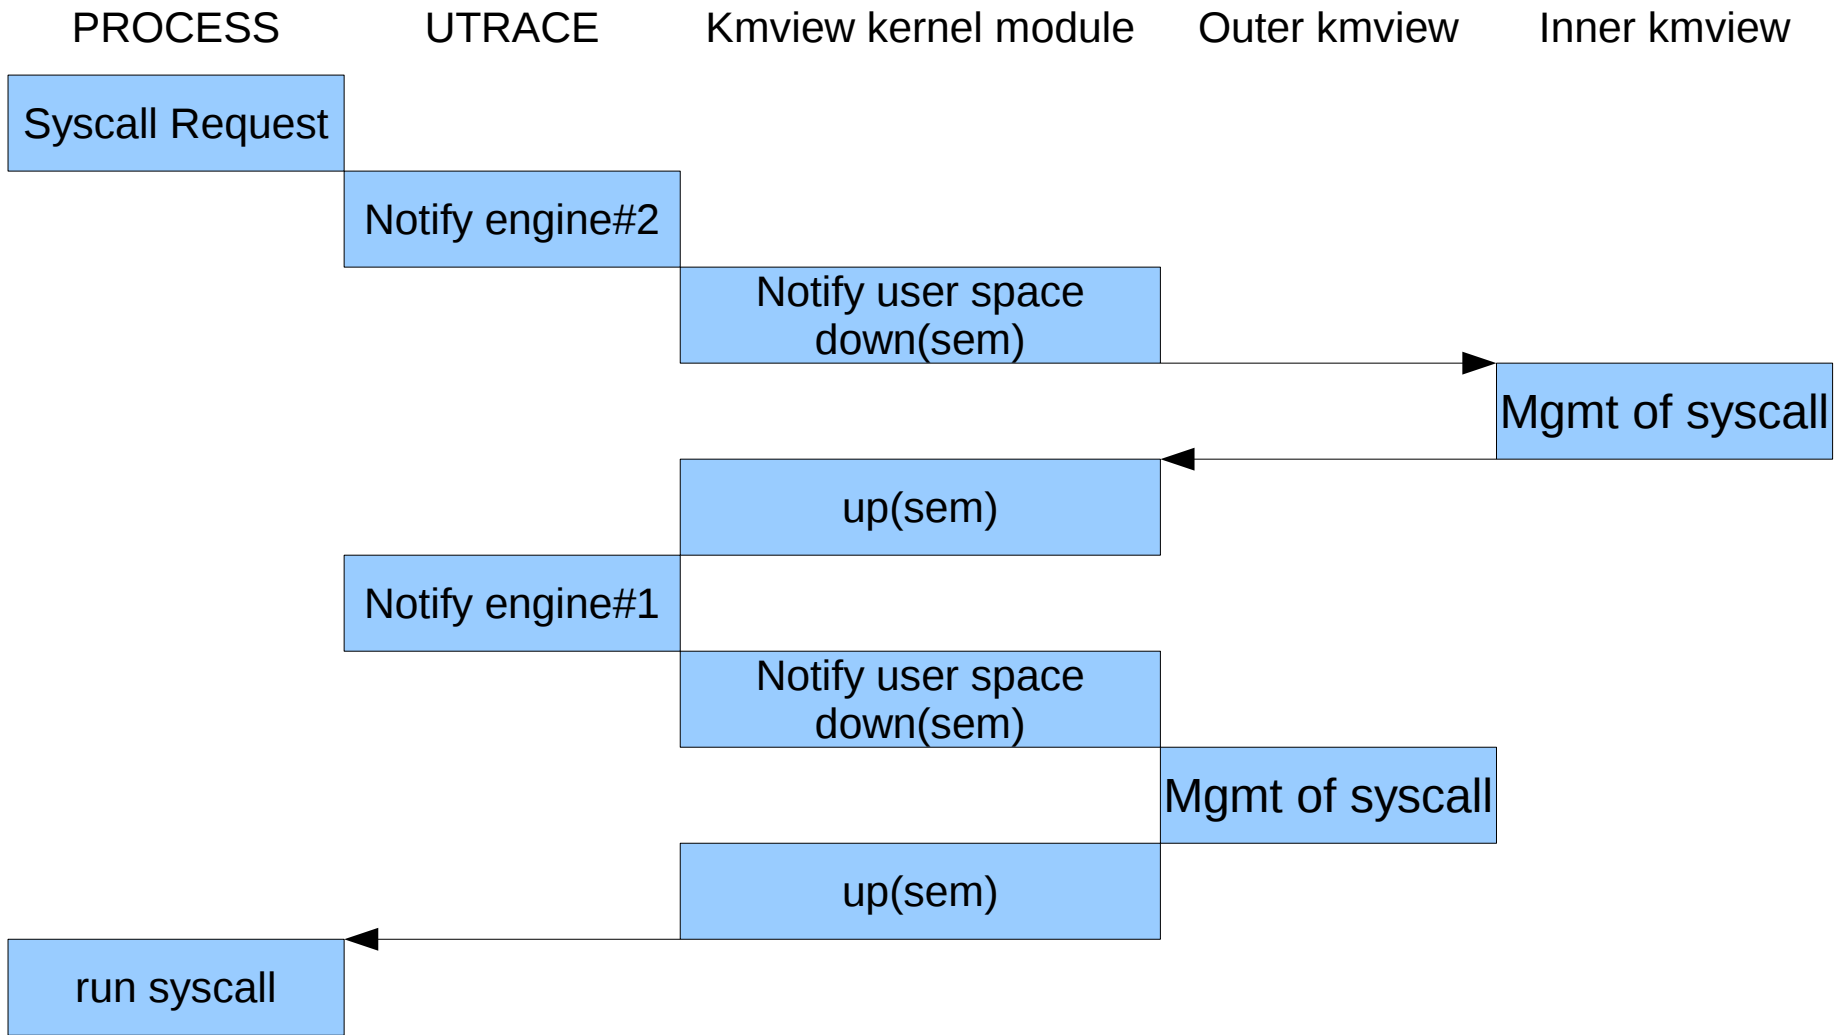 PROCESS UTRACE Kmview kernel module Outer kmview Inner kmview
Syscall Request
Notify engine#2
Notify user space
down(sem)
Mgmt of syscall
up(sem)
Notify engine#1
Notify user space
down(sem)
Mgmt of syscall
up(sem)
run syscall